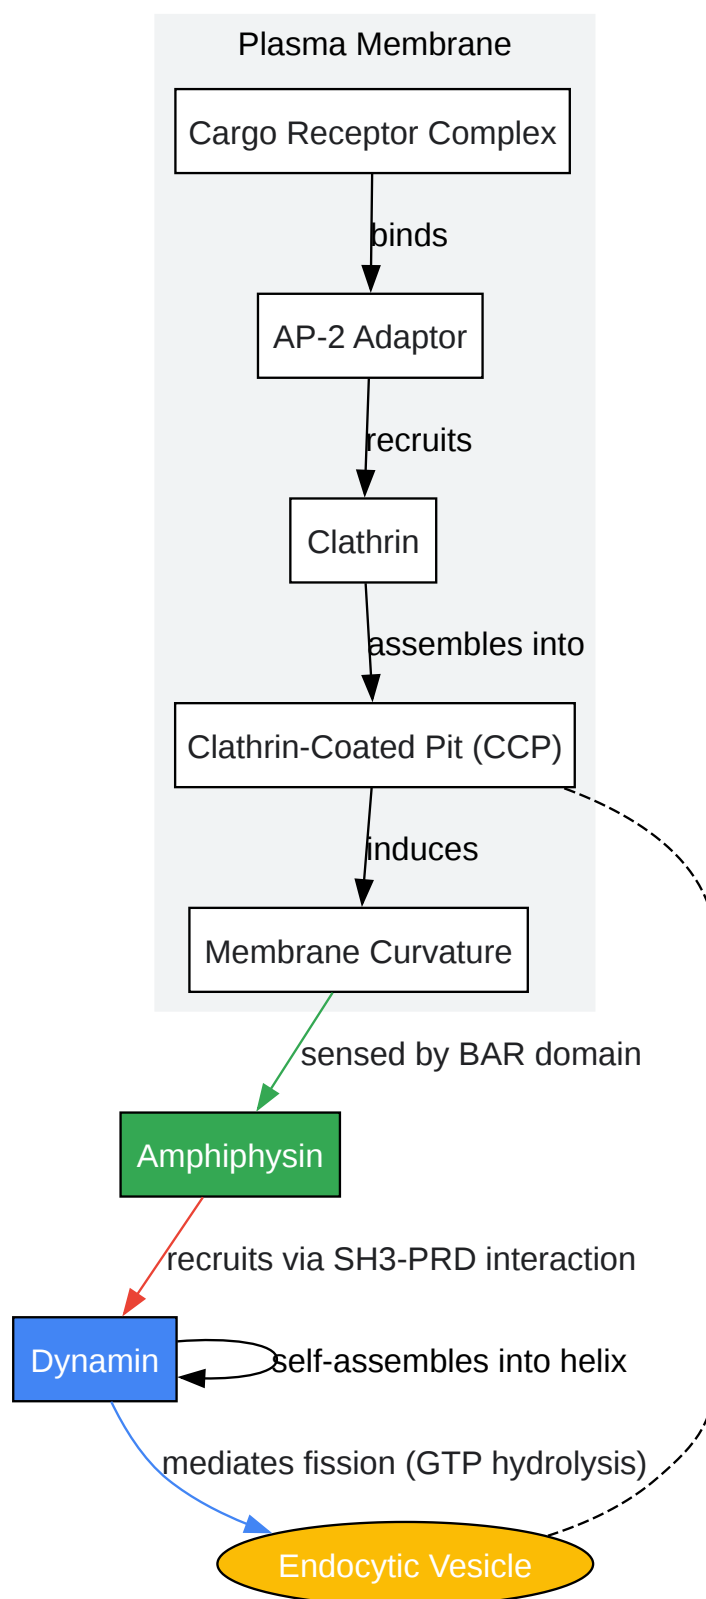 Plasma Membrane
Cargo Receptor Complex
binds
AP-2 Adaptor
recruits
Clathrin
assembles into
Clathrin-Coated Pit (CCP)
induces
Membrane Curvature
sensed by BAR domain
Amphiphysin
recruits via SH3-PRD interaction
Dynamin
self-assembles into helix
mediates fission (GTP hydrolysis)
Endocytic Vesicle